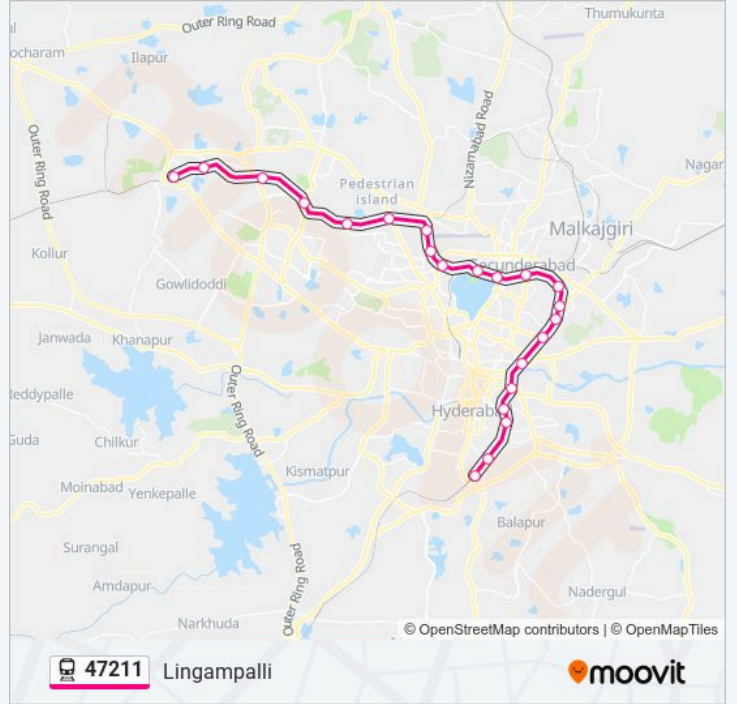 Thumukunta
Outer Ring Road
ocharam
Ilapur
Nizamabad Road
Outer Ring Road
Pedestrian
island
Nagar
Malkajgiri
Kollur
Secunderabad
Gowlidoddi
Janwada
Khanapur
Reddypalle
Outer Ring Road
Hyderabad
Guda
Chilkur
Kismatpur
Moinabad
Yenkepalle
Balapur
Surangal
Outer Ring Road
Amdapur
Nadergul
Narkhuda
© OpenStreetMap contributors | © OpenMapTiles
47211 Lingampalli
moovit